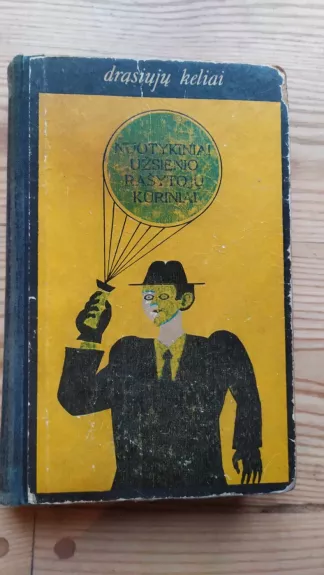 drąsiųjų keliai
NUOTYKINIAI
UŽSIENIO
RAŠYTOJŲ
KŪRINIAI